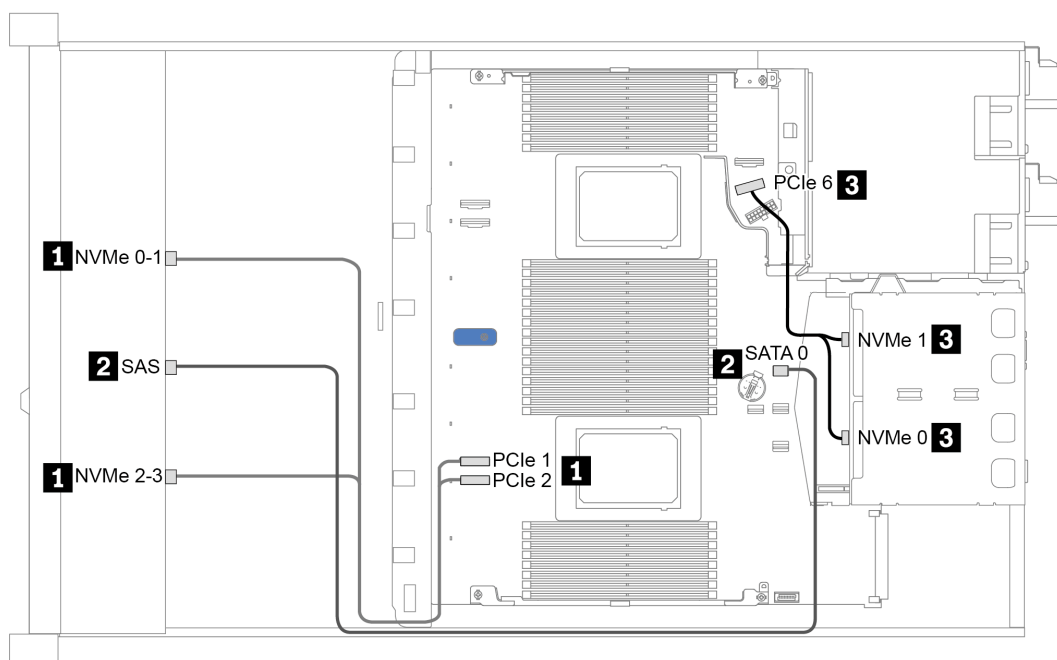 PCIe 6 3
1 NVMe 0-1
NVMe 1 3
2 SATA 0
2 SAS
NVMe 0 3
1 NVMe 2-3
PCIe 1
PCIe 2
1